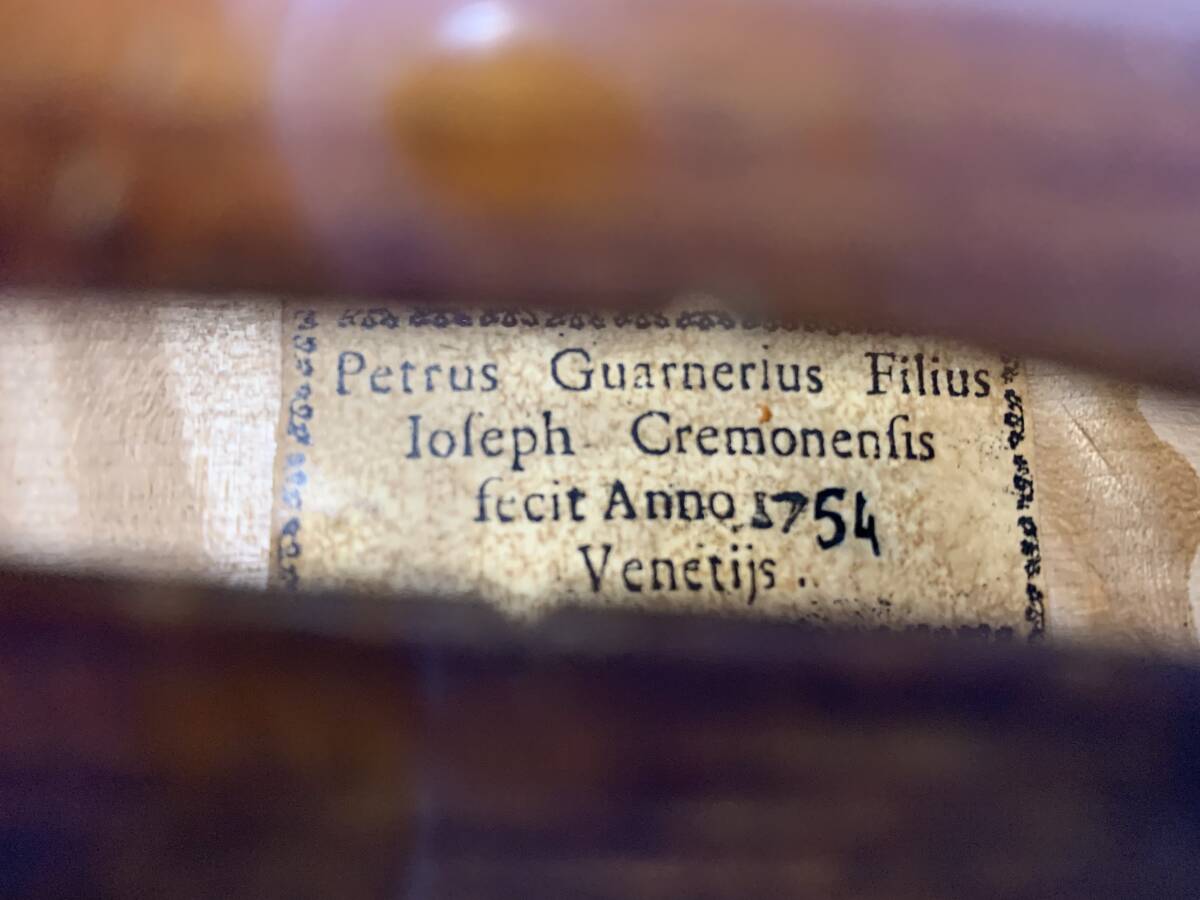 Petrus Guarnerius Filius
Ioſeph Cremonenſis
fecit Anno 1754
Venetijs .